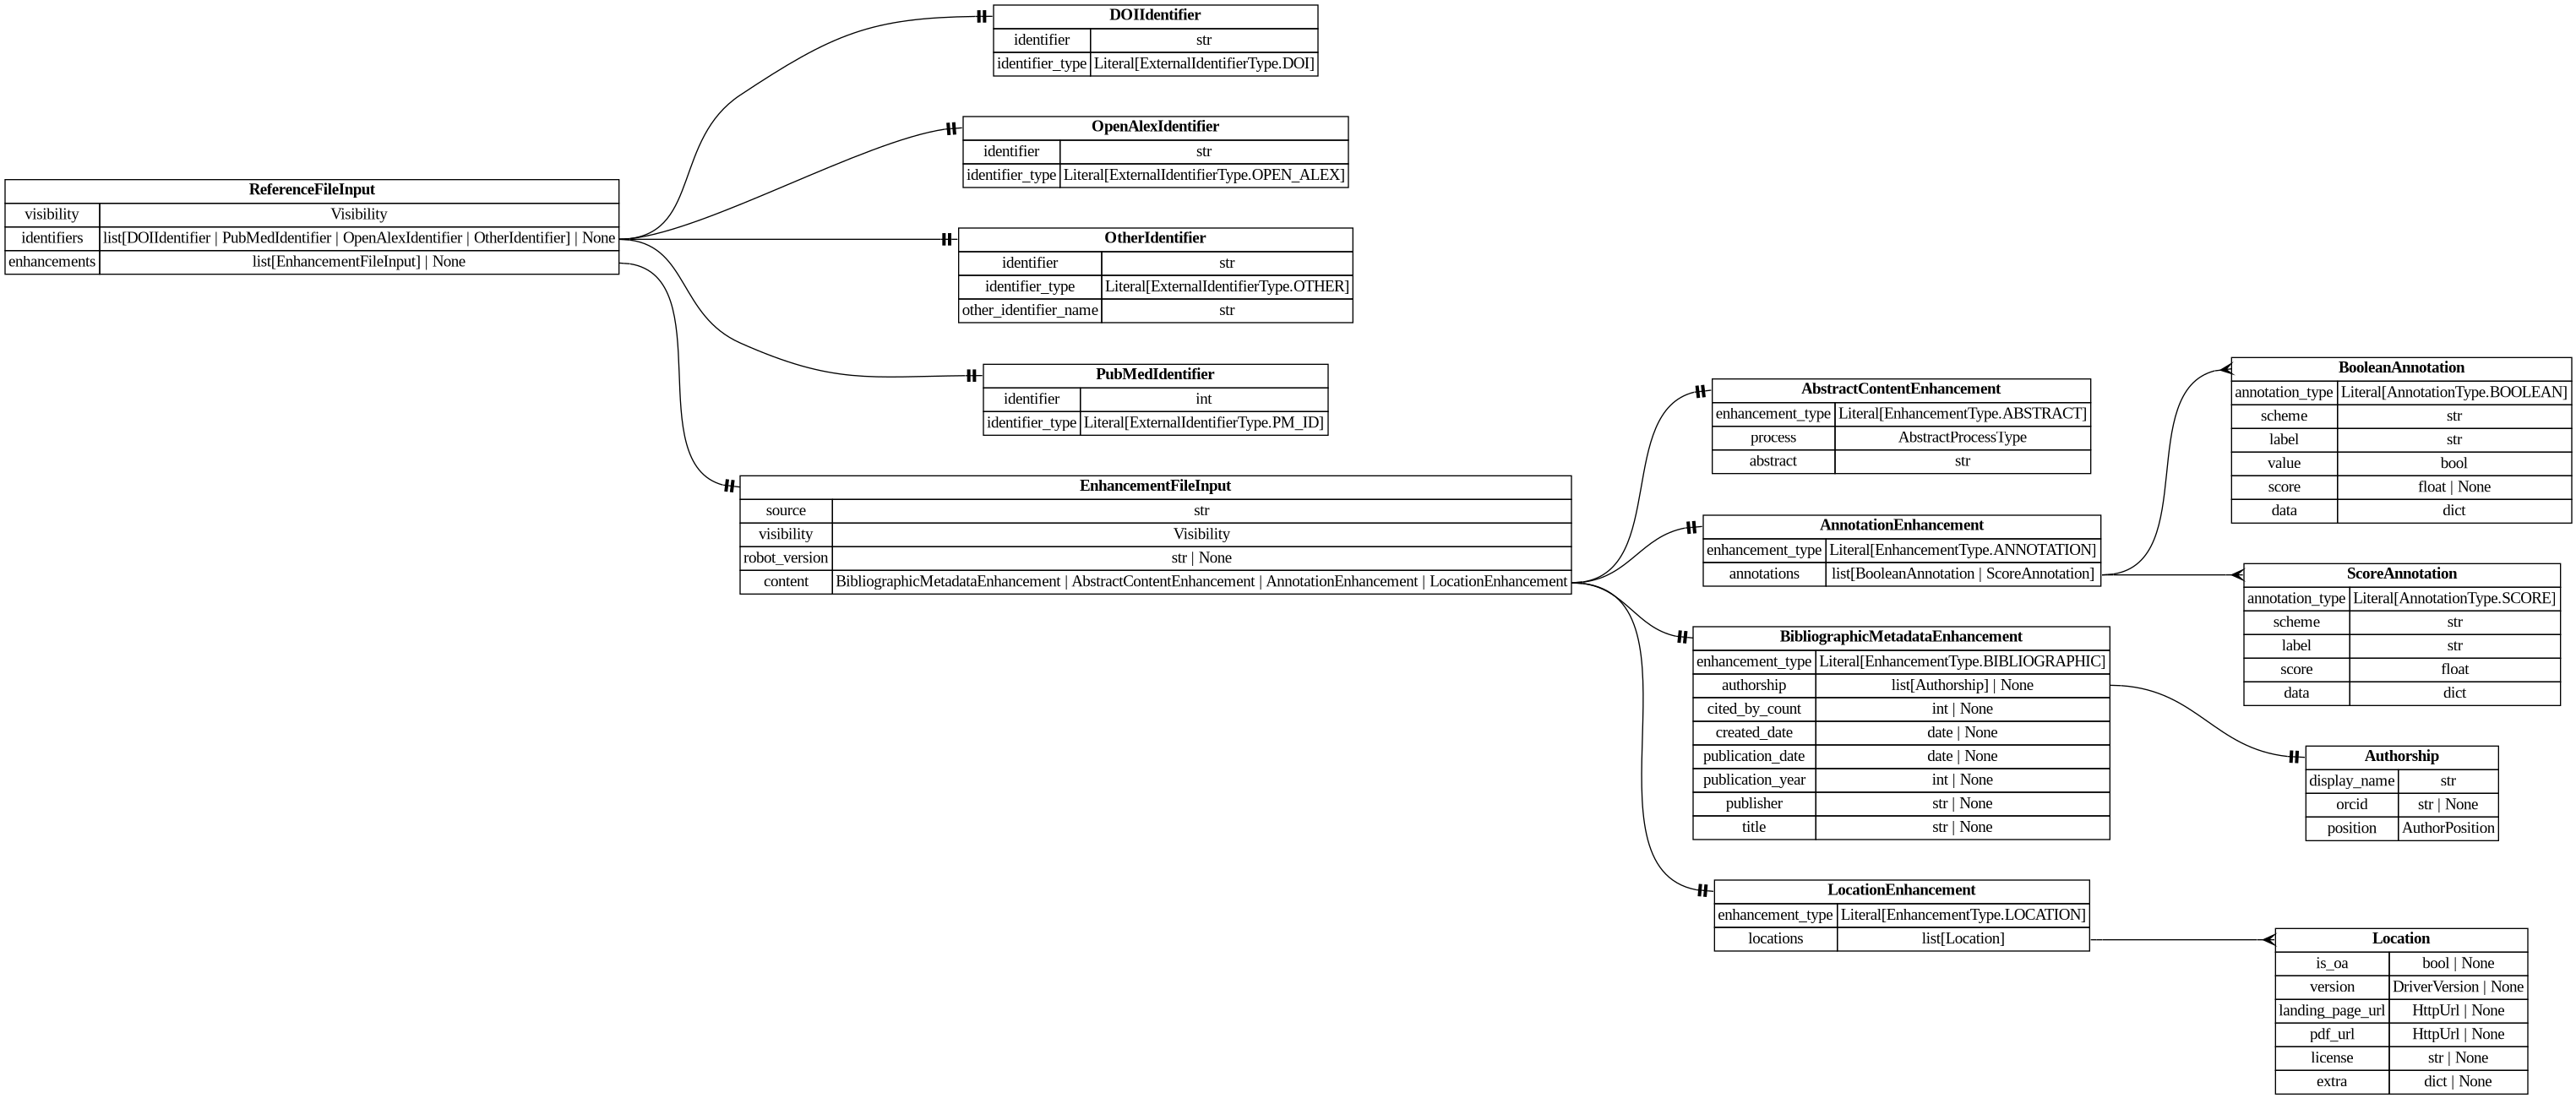 ReferenceFileInput
visibility Visibility
identifiers list[DOIIdentifier | PubMedIdentifier | OpenAlexIdentifier | OtherIdentifier] | None
enhancements list[EnhancementFileInput] | None
DOIIdentifier
identifier str
identifier_type Literal[ExternalIdentifierType.DOI]
OpenAlexIdentifier
identifier str
identifier_type Literal[ExternalIdentifierType.OPEN_ALEX]
OtherIdentifier
identifier str
identifier_type Literal[ExternalIdentifierType.OTHER]
other_identifier_name str
PubMedIdentifier
identifier int
identifier_type Literal[ExternalIdentifierType.PM_ID]
EnhancementFileInput
source str
visibility Visibility
robot_version str | None
content BibliographicMetadataEnhancement | AbstractContentEnhancement | AnnotationEnhancement | LocationEnhancement
AbstractContentEnhancement
enhancement_type Literal[EnhancementType.ABSTRACT]
process AbstractProcessType
abstract str
AnnotationEnhancement
enhancement_type Literal[EnhancementType.ANNOTATION]
annotations list[BooleanAnnotation | ScoreAnnotation]
BibliographicMetadataEnhancement
enhancement_type Literal[EnhancementType.BIBLIOGRAPHIC]
authorship list[Authorship] | None
cited_by_count int | None
created_date date | None
publication_date date | None
publication_year int | None
publisher str | None
title str | None
LocationEnhancement
enhancement_type Literal[EnhancementType.LOCATION]
locations list[Location]
BooleanAnnotation
annotation_type Literal[AnnotationType.BOOLEAN]
scheme str
label str
value bool
score float | None
data dict
ScoreAnnotation
annotation_type Literal[AnnotationType.SCORE]
scheme str
label str
score float
data dict
Authorship
display_name str
orcid str | None
position AuthorPosition
Location
is_oa bool | None
version DriverVersion | None
landing_page_url HttpUrl | None
pdf_url HttpUrl | None
license str | None
extra dict | None